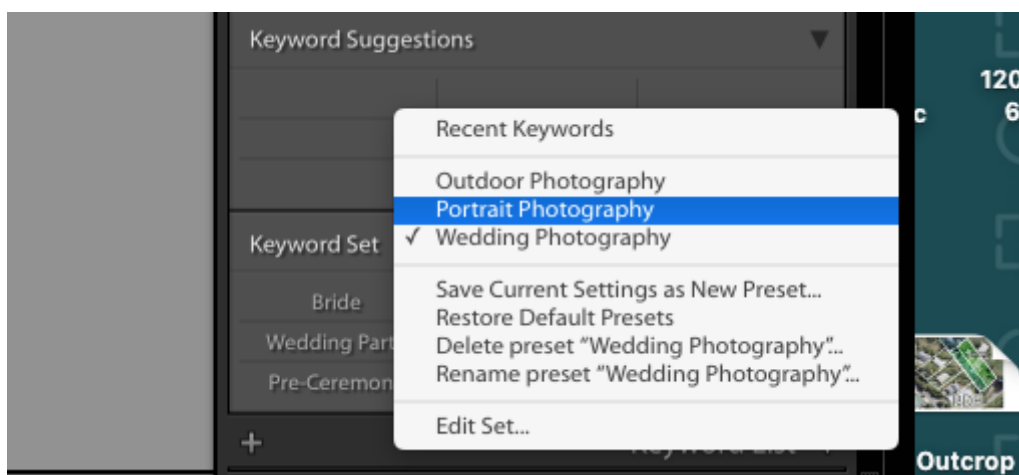 Keyword Suggestions
120
c 6
Recent Keywords
Outdoor Photography
Portrait Photography
Keyword Set ✓ Wedding Photography
Bride Save Current Settings as New Preset...
Restore Default Presets
Wedding Part Delete preset “Wedding Photography”...
Pre-Ceremon Rename preset “Wedding Photography”...
Edit Set...
+ Keyword List
Outcrop